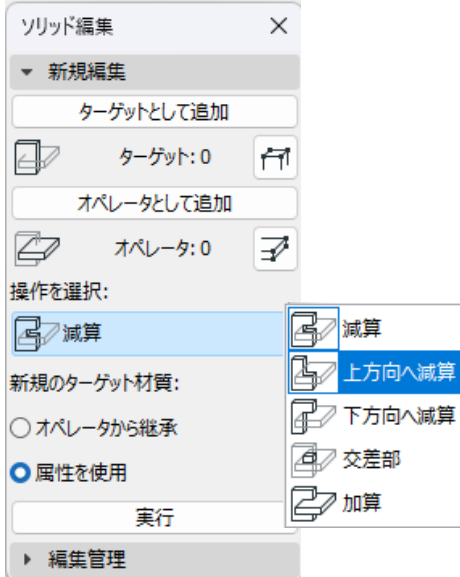 ソリッド編集
新規編集
ターゲットとして追加
ターゲット: 0
オペレータとして追加
オペレータ: 0
操作を選択:
減算
減算
上方向へ減算
下方向へ減算
交差部
加算
新規のターゲット材質:
オペレータから継承
属性を使用
実行
編集管理